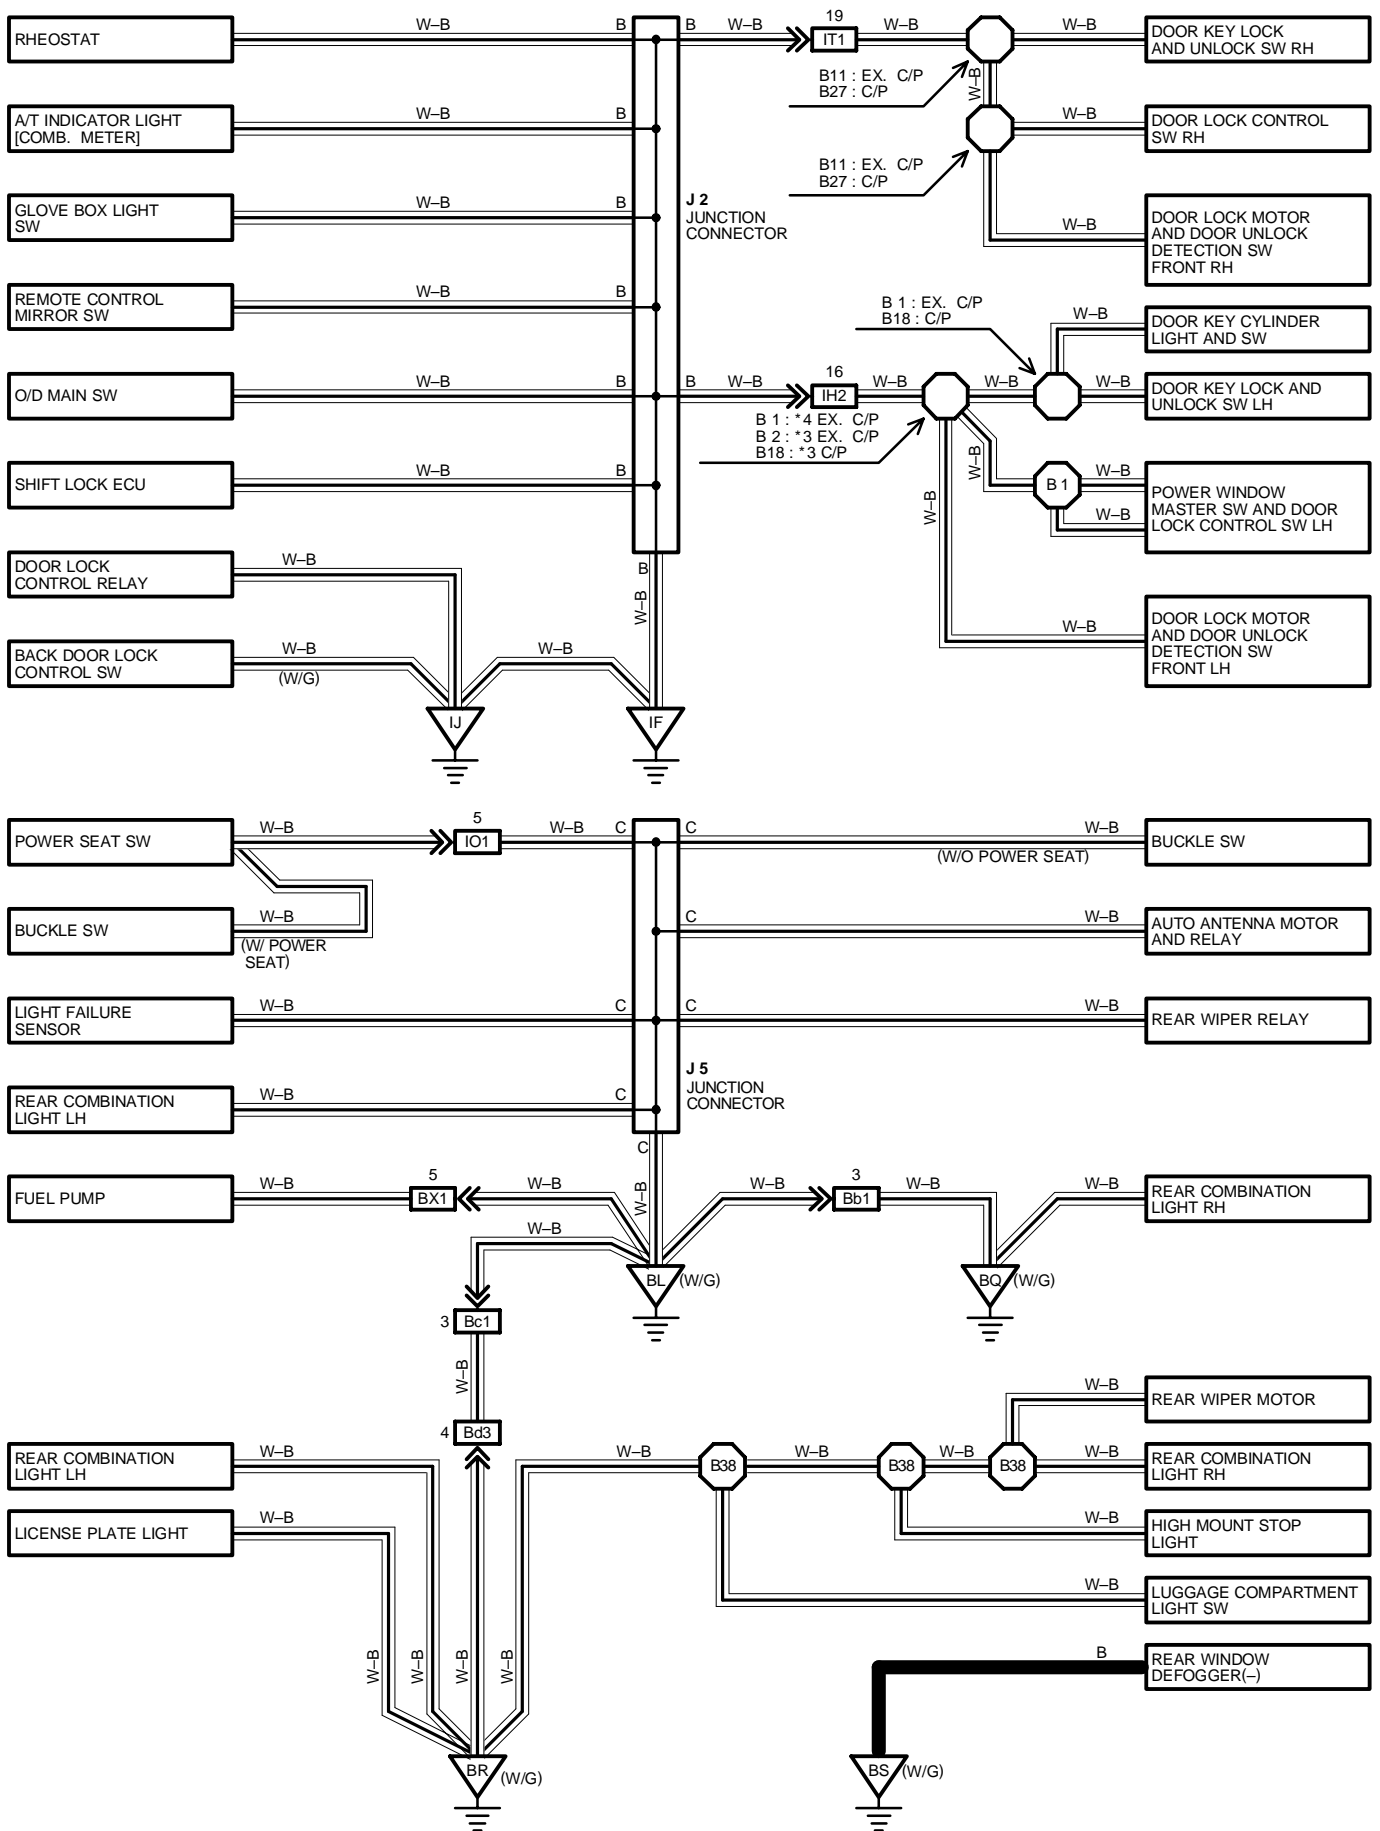 RHEOSTAT
W–B
B
B
W–B
19
IT1
W–B
W–B
DOOR KEY LOCK
AND UNLOCK SW RH
B11 : EX. C/P
B27 : C/P
W–B
A/T INDICATOR LIGHT
[COMB. METER]
W–B
B
W–B
DOOR LOCK CONTROL
SW RH
B11 : EX. C/P
B27 : C/P
GLOVE BOX LIGHT
SW
W–B
B
J 2
JUNCTION
CONNECTOR
W–B
DOOR LOCK MOTOR
AND DOOR UNLOCK
DETECTION SW
FRONT RH
REMOTE CONTROL
MIRROR SW
W–B
B
B 1 : EX. C/P
B18 : C/P
W–B
DOOR KEY CYLINDER
LIGHT AND SW
O/D MAIN SW
W–B
B
B
W–B
16
IH2
W–B
W–B
W–B
DOOR KEY LOCK AND
UNLOCK SW LH
B 1 : *4 EX. C/P
B 2 : *3 EX. C/P
B18 : *3 C/P
SHIFT LOCK ECU
W–B
B
W–B
W–B
B 1
W–B
W–B
POWER WINDOW
MASTER SW AND DOOR
LOCK CONTROL SW LH
DOOR LOCK
CONTROL RELAY
W–B
B
W–B
W–B
DOOR LOCK MOTOR
AND DOOR UNLOCK
DETECTION SW
FRONT LH
BACK DOOR LOCK
CONTROL SW
W–B
(W/G)
W–B
IJ
IF
POWER SEAT SW
W–B
5
IO1
W–B
C
C
W–B
(W/O POWER SEAT)
BUCKLE SW
BUCKLE SW
W–B
(W/ POWER
SEAT)
C
W–B
AUTO ANTENNA MOTOR
AND RELAY
LIGHT FAILURE
SENSOR
W–B
C
C
W–B
REAR WIPER RELAY
J 5
JUNCTION
CONNECTOR
REAR COMBINATION
LIGHT LH
W–B
C
C
FUEL PUMP
W–B
5
BX1
W–B
W–B
W–B
3
Bb1
W–B
REAR COMBINATION
LIGHT RH
W–B
BL
(W/G)
BQ
(W/G)
3
Bc1
W–B
4
Bd3
W–B
REAR WIPER MOTOR
REAR COMBINATION
LIGHT LH
W–B
W–B
B38
W–B
B38
W–B
B38
W–B
REAR COMBINATION
LIGHT RH
LICENSE PLATE LIGHT
W–B
W–B
HIGH MOUNT STOP
LIGHT
W–B
LUGGAGE COMPARTMENT
LIGHT SW
W–B
W–B
W–B
W–B
B
REAR WINDOW
DEFOGGER(–)
BR
(W/G)
BS
(W/G)